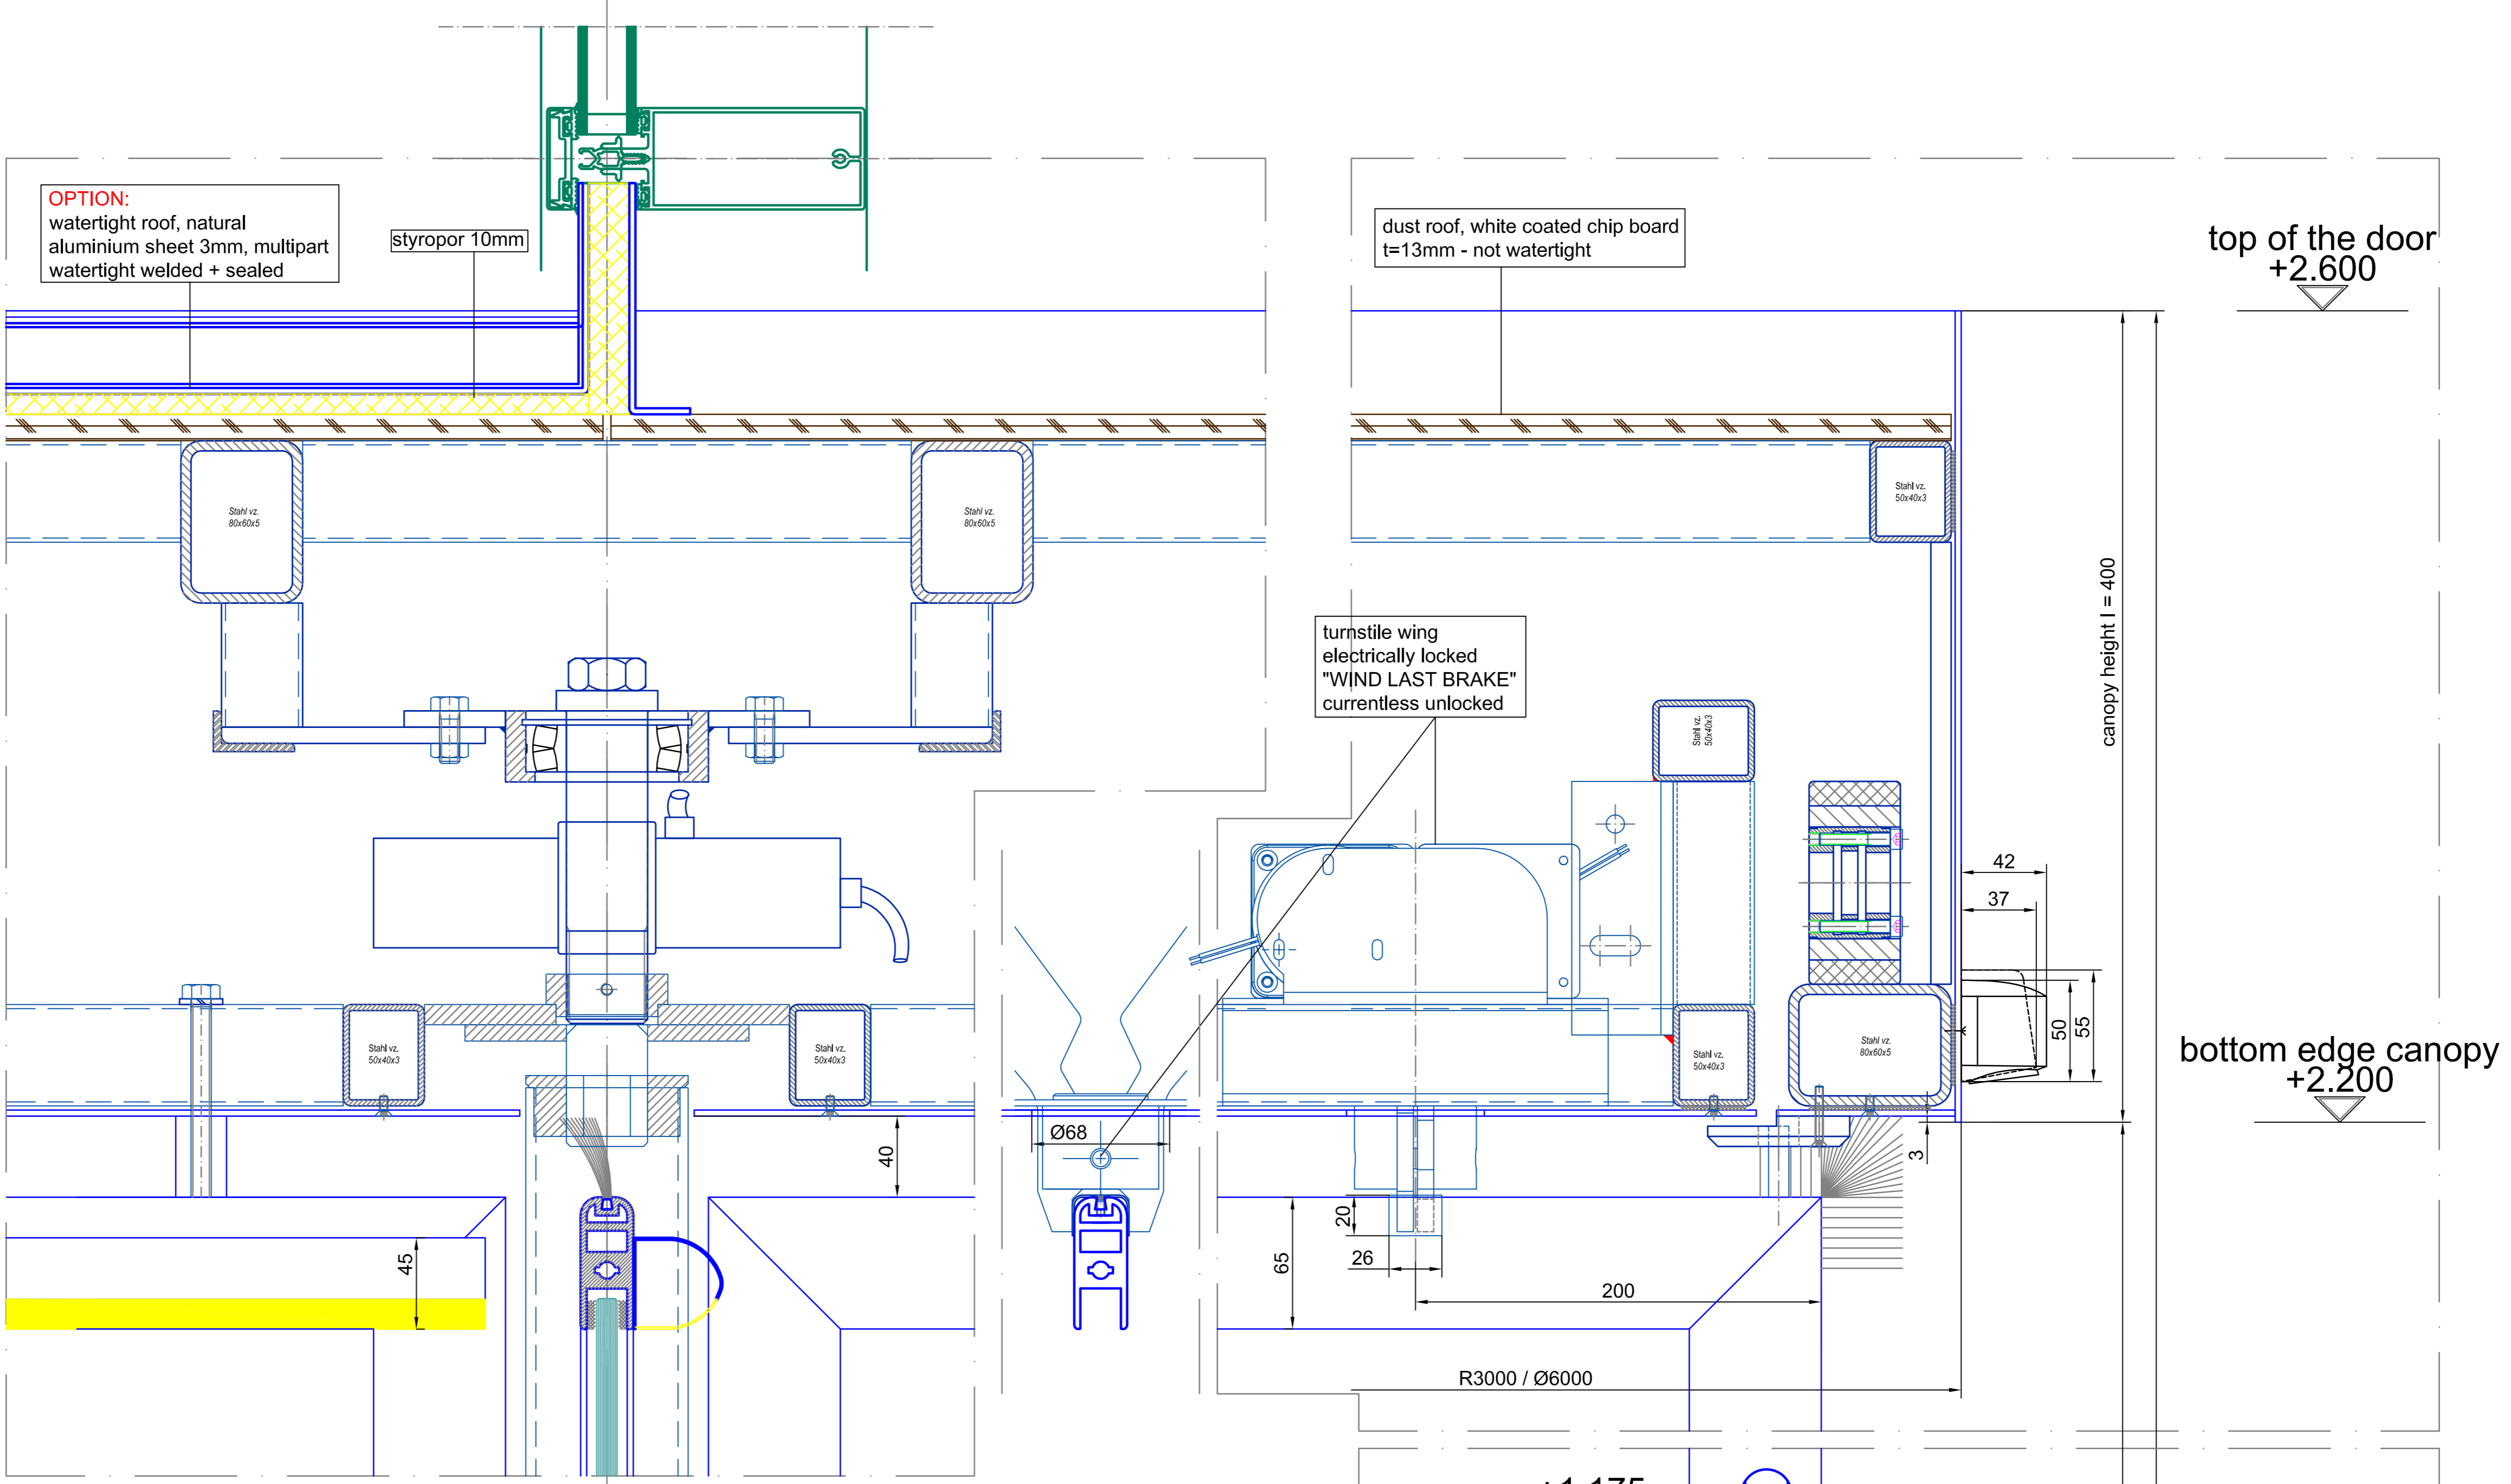 OPTION:
watertight roof, natural
aluminium sheet 3mm, multipart
watertight welded + sealed
styropor 10mm
dust roof, white coated chip board
t=13mm - not watertight
top of the door
+2.600
Stahl vz.
80x60x5
Stahl vz.
80x60x5
Stahl vz.
50x40x3
canopy height l = 400
turnstile wing
electrically locked
"WIND LAST BRAKE"
currentless unlocked
Stahl vz.
50x40x3
42
37
50
55
Stahl vz.
50x40x3
Stahl vz.
50x40x3
Stahl vz.
50x40x3
Stahl vz.
80x60x5
bottom edge canopy
+2.200
Ø68
40
3
20
26
45
65
200
R3000 / Ø6000
+1.175